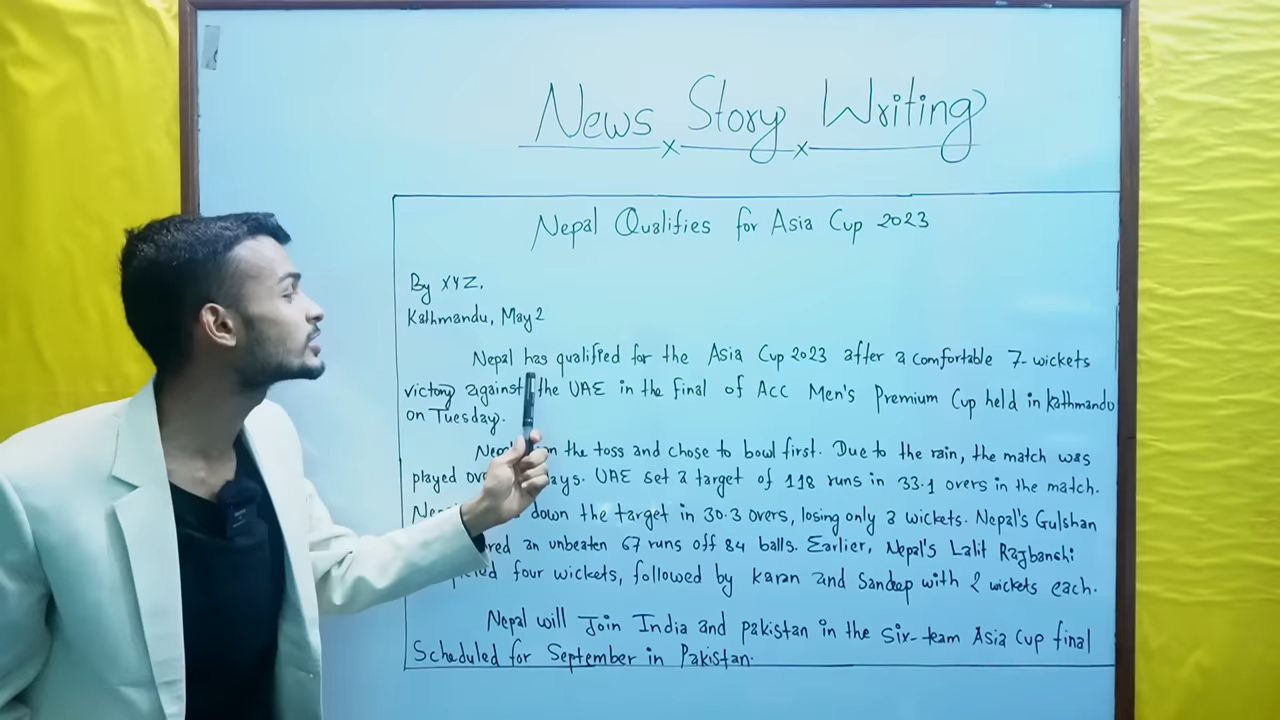 News Story Writing
Nepal Qualifies for Asia Cup 2023
By XYZ.
Kathmandu, May 2
Nepal has qualified for the Asia Cup 2023 after a comfortable 7-wickets
victory against the UAE in the final of ACC Men's Premium Cup held in Kathmandu
on Tuesday.
the toss and chose to bowl first. Due to the rain, the match was
played UAE set a target of 118 runs in 33.1 overs in the match.
down the target in 30.3 overs, losing only 3 wickets. Nepal's Gulshan
an unbeaten 67 runs off 84 balls. Earlier, Nepal's Lalit Rajbanshi
four wickets, followed by Karan and Sandeep with 2 wickets each.
Nepal will Join India and pakistan in the six-team Asia Cup final
Scheduled for September in Pakistan.